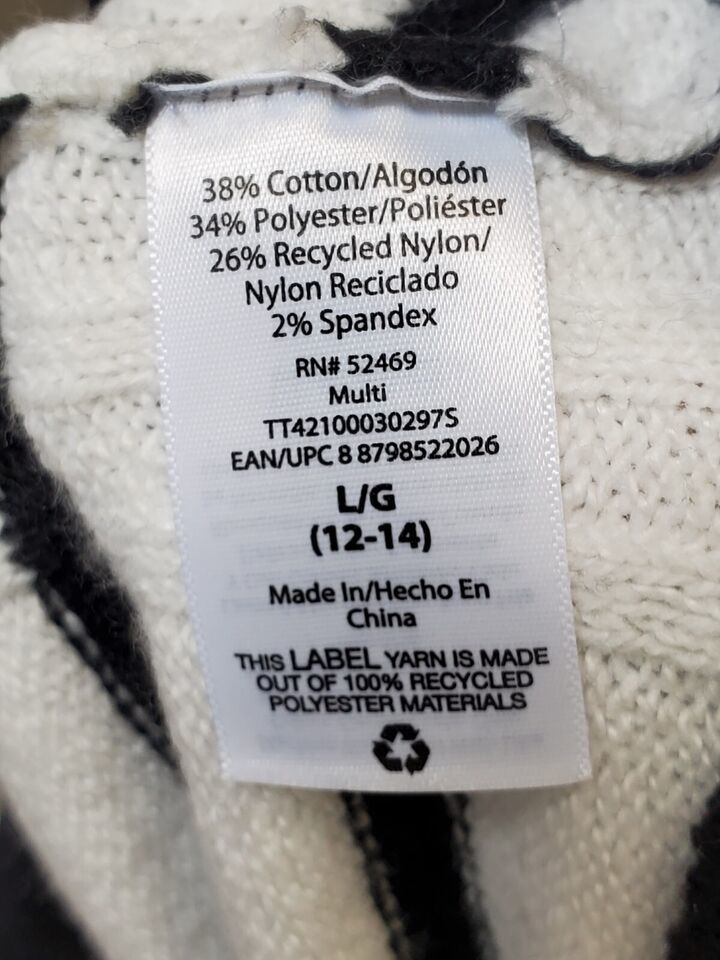 38% Cotton/Algodón
34% Polyester/Poliéster
26% Recycled Nylon/
Nylon Reciclado
2% Spandex
RN# 52469
Multi
TT42100030297S
EAN/UPC 8 8798522026
L/G
(12-14)
Made In/Hecho En
China
THIS LABEL YARN IS MADE
OUT OF 100% RECYCLED
POLYESTER MATERIALS